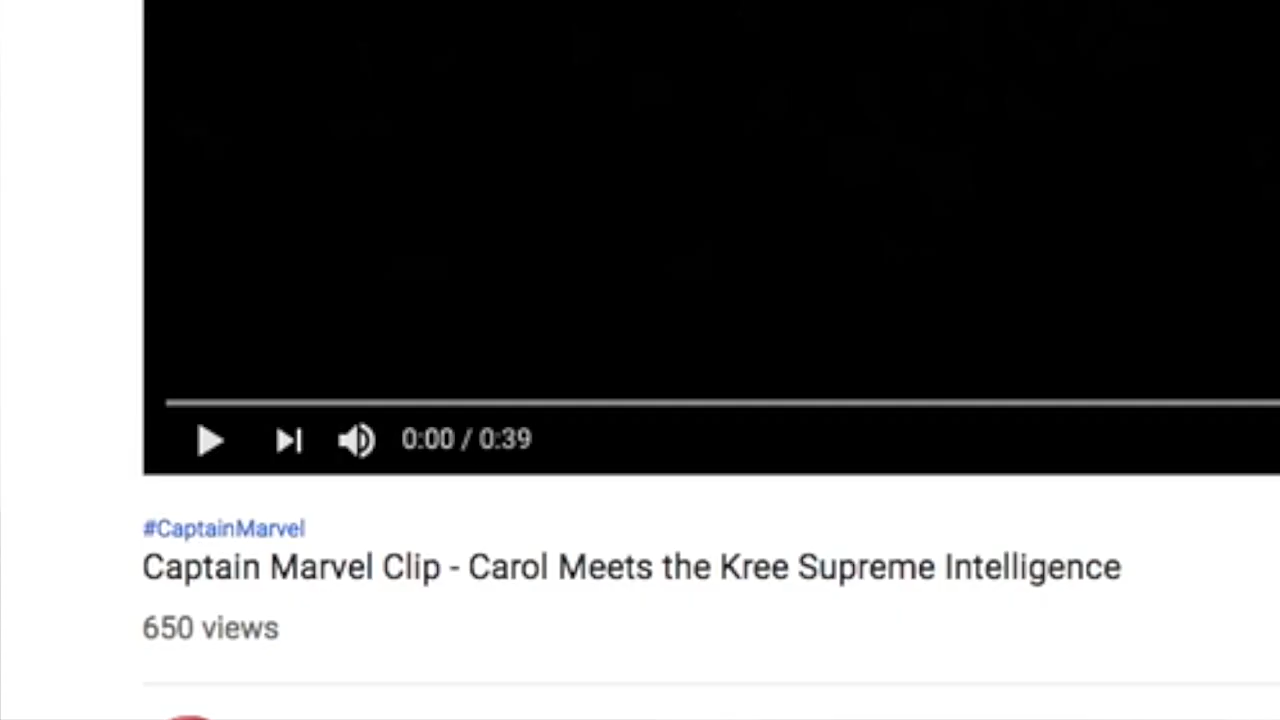 0:00 / 0:39
#CaptainMarvel
Captain Marvel Clip - Carol Meets the Kree Supreme Intelligence
650 views